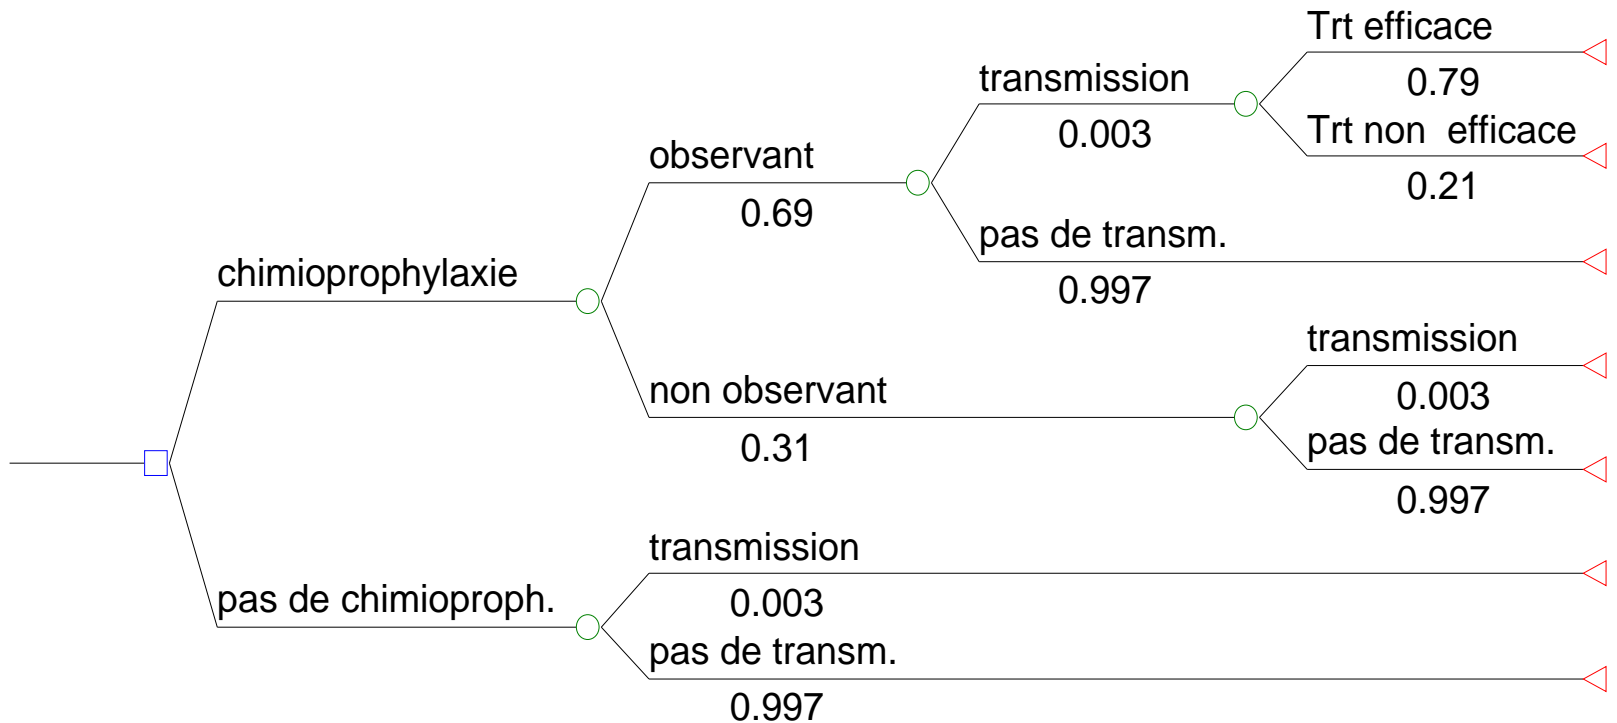 Trt efficace
0.79
transmission
0.003
Trt non  efficace
0.21
observant
0.69
pas de transm.
0.997
chimioprophylaxie
transmission
0.003
non observant
0.31
pas de transm.
0.997
transmission
0.003
pas de chimioproph.
pas de transm.
0.997